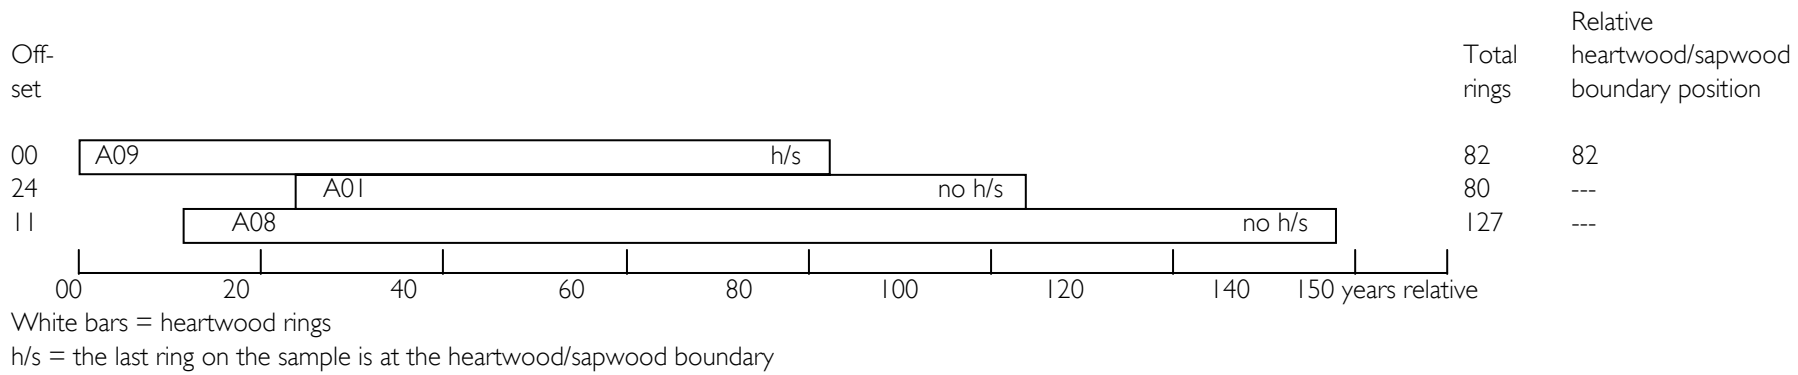 Relative
Off- Total heartwood/sapwood
set rings boundary position
00 A09 h/s 82 82
24 A01 no h/s 80 ---
11 A08 no h/s 127 ---
00 20 40 60 80 100 120 140 150 years relative
White bars = heartwood rings
h/s = the last ring on the sample is at the heartwood/sapwood boundary